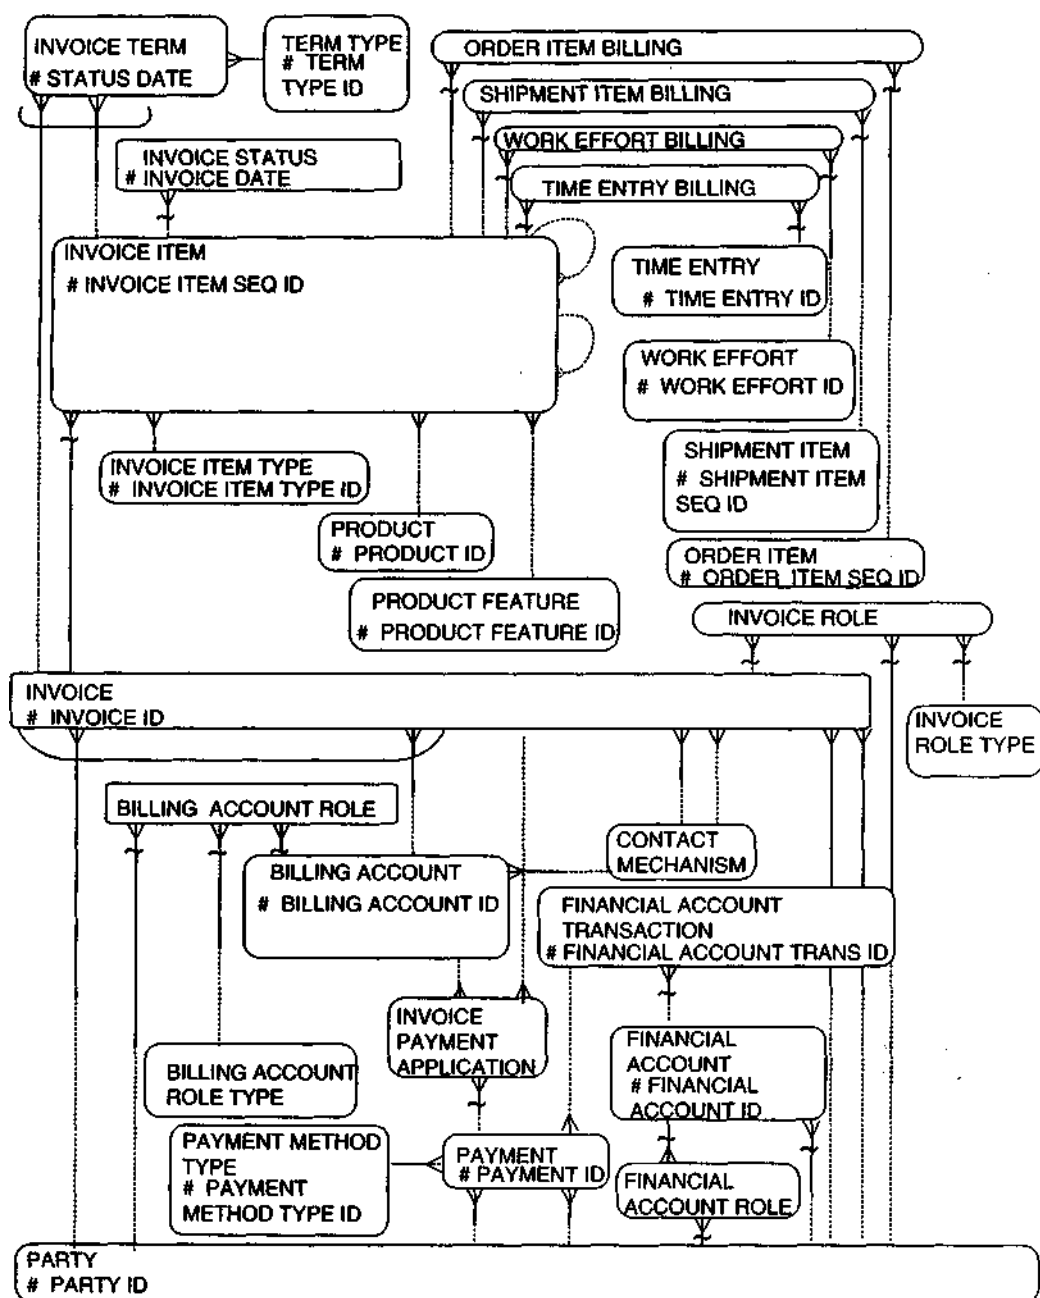 INVOICE TERM
# STATUS DATE
TERM TYPE
# TERM
TYPE ID
ORDER ITEM BILLING
SHIPMENT ITEM BILLING
WORK EFFORT BILLING
TIME ENTRY BILLING
INVOICE STATUS
# INVOICE DATE
INVOICE ITEM
# INVOICE ITEM SEQ ID
TIME ENTRY
# TIME ENTRY ID
WORK EFFORT
# WORK EFFORT ID
SHIPMENT ITEM
# SHIPMENT ITEM
SEQ ID
INVOICE ITEM TYPE
# INVOICE ITEM TYPE ID
PRODUCT
# PRODUCT ID
ORDER ITEM
# ORDER ITEM SEQ ID
PRODUCT FEATURE
# PRODUCT FEATURE ID
INVOICE ROLE
INVOICE
# INVOICE ID
INVOICE
ROLE TYPE
BILLING ACCOUNT ROLE
CONTACT
MECHANISM
BILLING ACCOUNT
# BILLING ACCOUNT ID
FINANCIAL ACCOUNT
TRANSACTION
# FINANCIAL ACCOUNT TRANS ID
INVOICE
PAYMENT
APPLICATION
FINANCIAL
ACCOUNT
# FINANCIAL
ACCOUNT ID
BILLING ACCOUNT
ROLE TYPE
PAYMENT METHOD
TYPE
# PAYMENT
METHOD TYPE ID
PAYMENT
# PAYMENT ID
FINANCIAL
ACCOUNT ROLE
PARTY
# PARTY ID